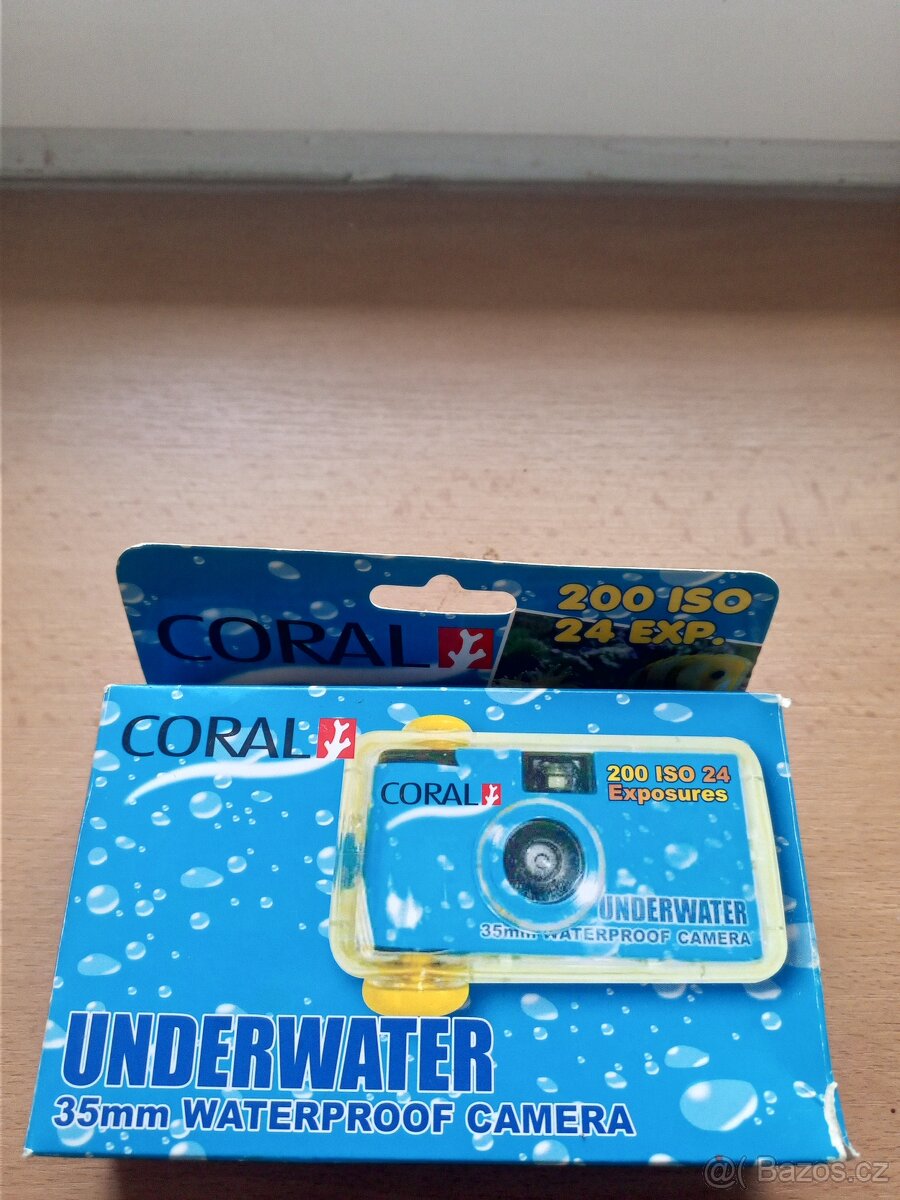 200 ISO
24 EXP.
CORAL
CORAL
200 ISO 24
Exposures
CORAL
UNDERWATER
35mm WATERPROOF CAMERA
UNDERWATER
35mm WATERPROOF CAMERA
@( Bazos.cz